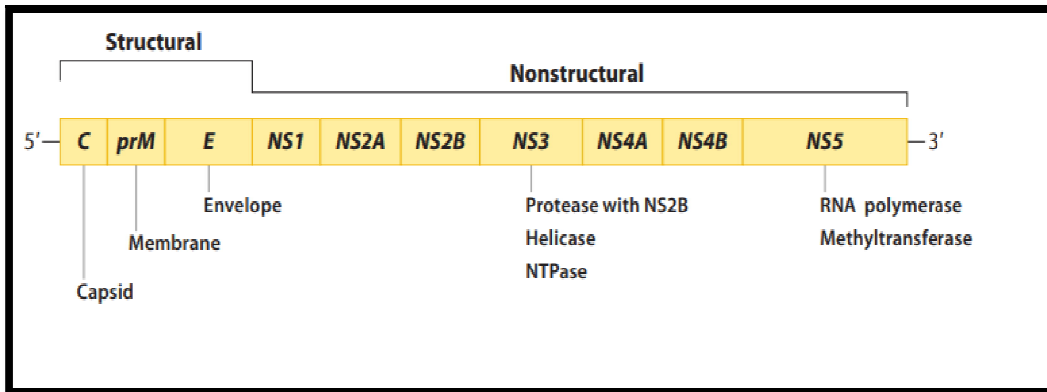 Structural
Nonstructural
5′ C prM E NS1 NS2A NS2B NS3 NS4A NS4B NS5 3′
Envelope
Protease with NS2B
RNA polymerase
Membrane
Helicase
Methyltransferase
NTPase
Capsid